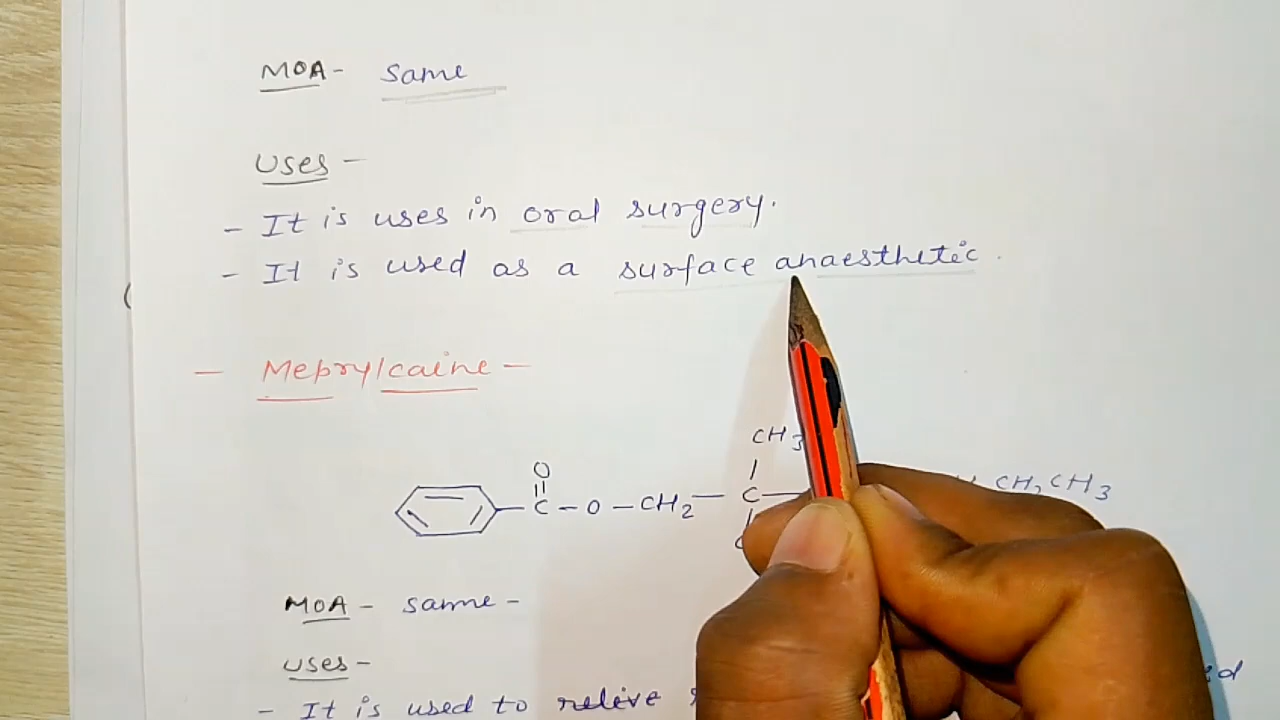 MOA - Same
Uses -
- It is uses in oral surgery.
- It is used as a surface anaesthetic.
- Meprylcaine -
CH3
O
C - O - CH2 - C - CH2CH3
MOA - Same -
Uses -
- It is used to relive